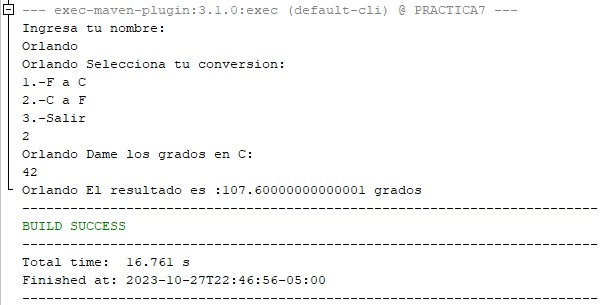 --- exec-maven-plugin:3.1.0:exec (default-cli) @ PRACTICA7 ---
Ingresa tu nombre:
Orlando
Orlando Selecciona tu conversion:
1.-F a C
2.-C a F
3.-Salir
2
Orlando Dame los grados en C:
42
Orlando El resultado es :107.60000000000001 grados
------------------------------------------------------------------------
BUILD SUCCESS
------------------------------------------------------------------------
Total time:  16.761 s
Finished at: 2023-10-27T22:46:56-05:00
------------------------------------------------------------------------